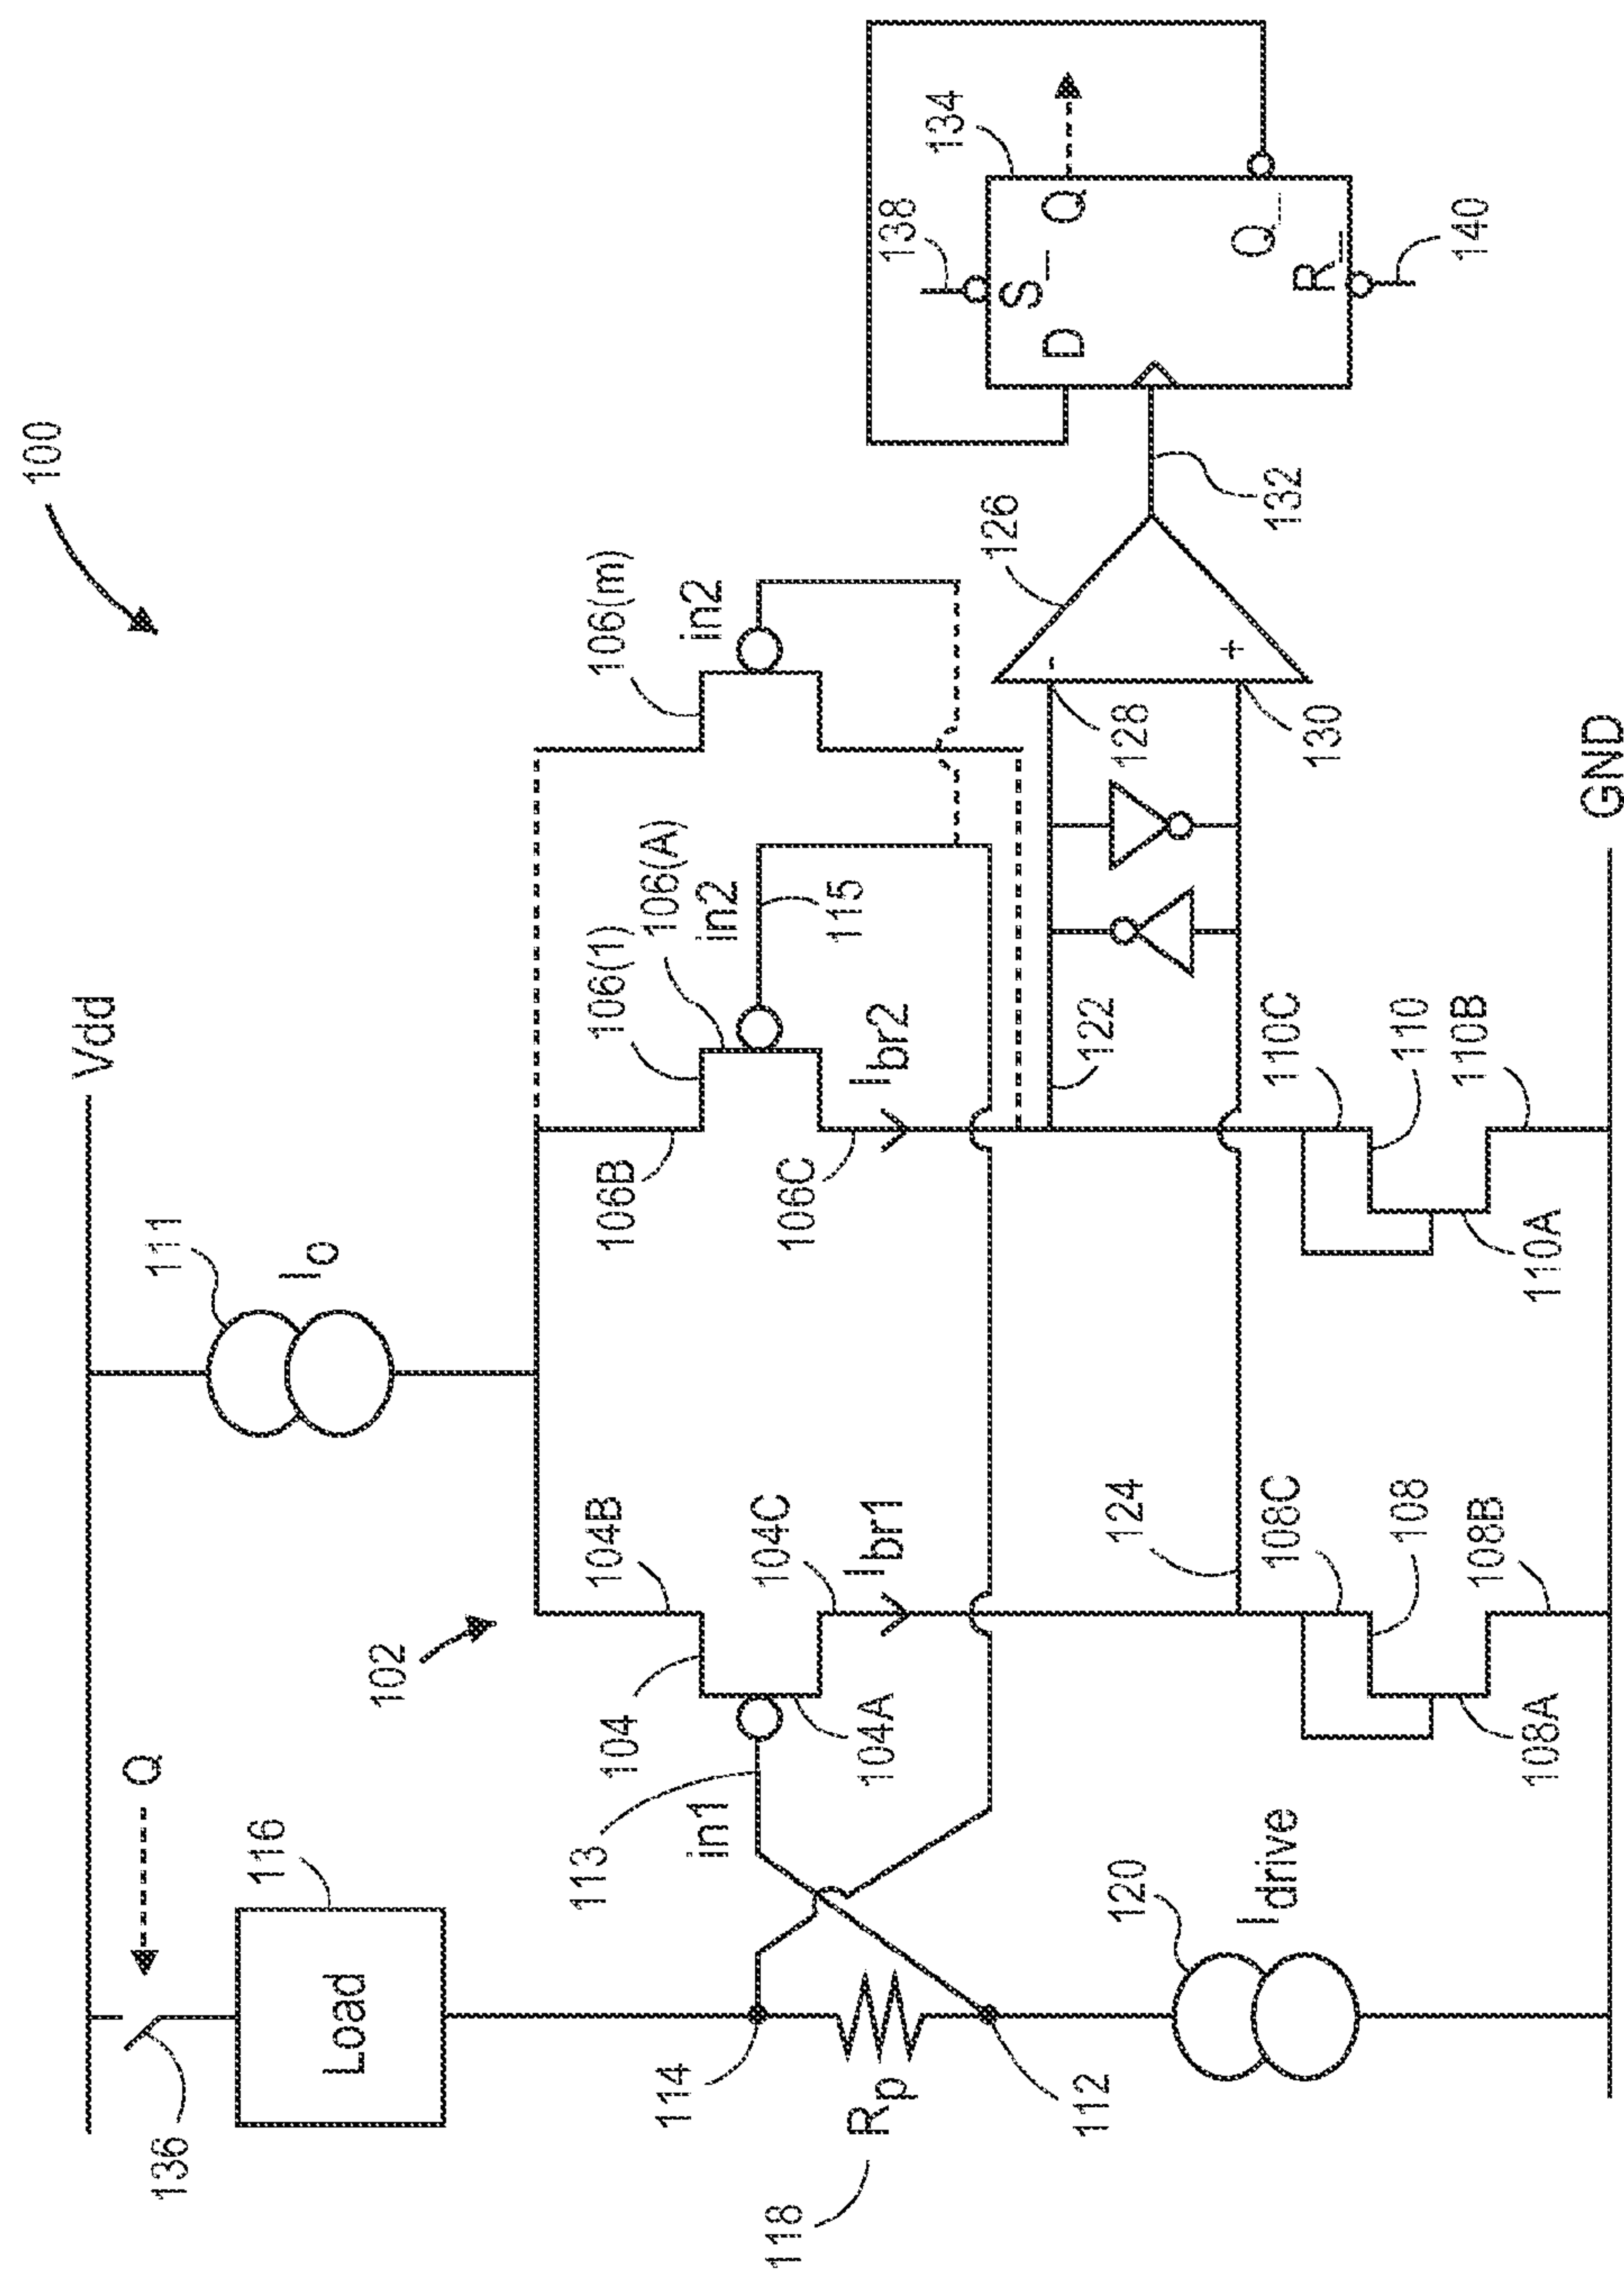 100
Vdd
111
I₀
Q
136
116
Load
102
104B
104
104A
104C
113
in1
Ibr1
106B
106(1)
106(A)
in2
115
106C
Ibr2
106(m)
in2
114
Rp
118
112
120
Idrive
124
108C
108
108A
108B
122
110C
110
110A
110B
128
130
-
+
126
132
134
138
S_
D
Q
Q_
R_
140
GND